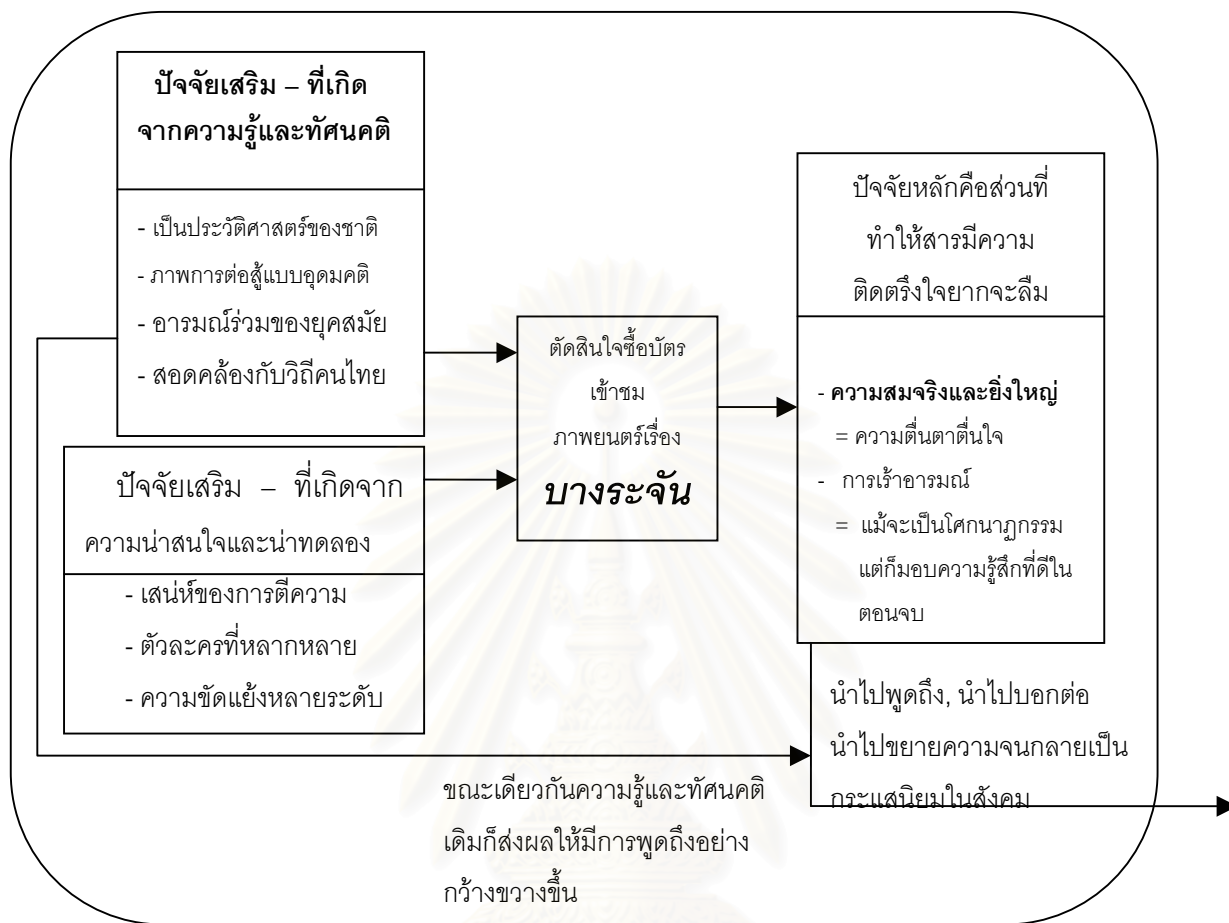 ปัจจัยเสริม – ที่เกิด
จากความรู้และทัศนคติ
- เป็นประวัติศาสตร์ของชาติ
- ภาพการต่อสู้แบบอุดมคติ
- อารมณ์ร่วมของยุคสมัย
- สอดคล้องกับวิถีคนไทย
ปัจจัยเสริม – ที่เกิดจาก
ความน่าสนใจและน่าทดลอง
- เสน่ห์ของการตีความ
- ตัวละครที่หลากหลาย
- ความขัดแย้งหลายระดับ
ตัดสินใจซื้อบัตร
เข้าชม
ภาพยนตร์เรื่อง
บางระจัน
ปัจจัยหลักคือส่วนที่
ทำให้สารมีความ
ติดตรึงใจยากจะลืม
- ความสมจริงและยิ่งใหญ่
= ความตื่นตาตื่นใจ
- การเร้าอารมณ์
= แม้จะเป็นโศกนาฏกรรม
แต่ก็มอบความรู้สึกที่ดีใน
ตอนจบ
นำไปพูดถึง, นำไปบอกต่อ
นำไปขยายความจนกลายเป็น
กระแสนิยมในสังคม
ขณะเดียวกันความรู้และทัศนคติ
เดิมก็ส่งผลให้มีการพูดถึงอย่าง
กว้างขวางขึ้น